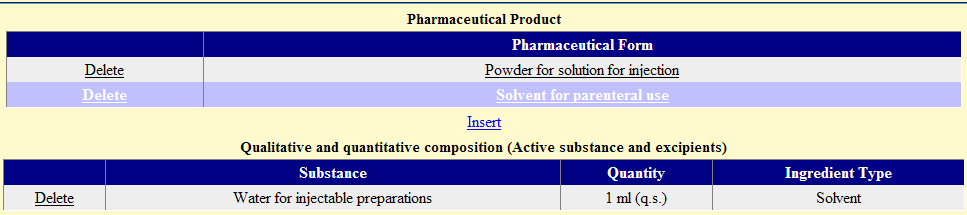 Pharmaceutical Product
Pharmaceutical Form
Delete Powder for solution for injection
Delete Solvent for parenteral use
Insert
Qualitative and quantitative composition (Active substance and excipients)
Substance Quantity Ingredient Type
Delete Water for injectable preparations 1 ml (q.s.) Solvent